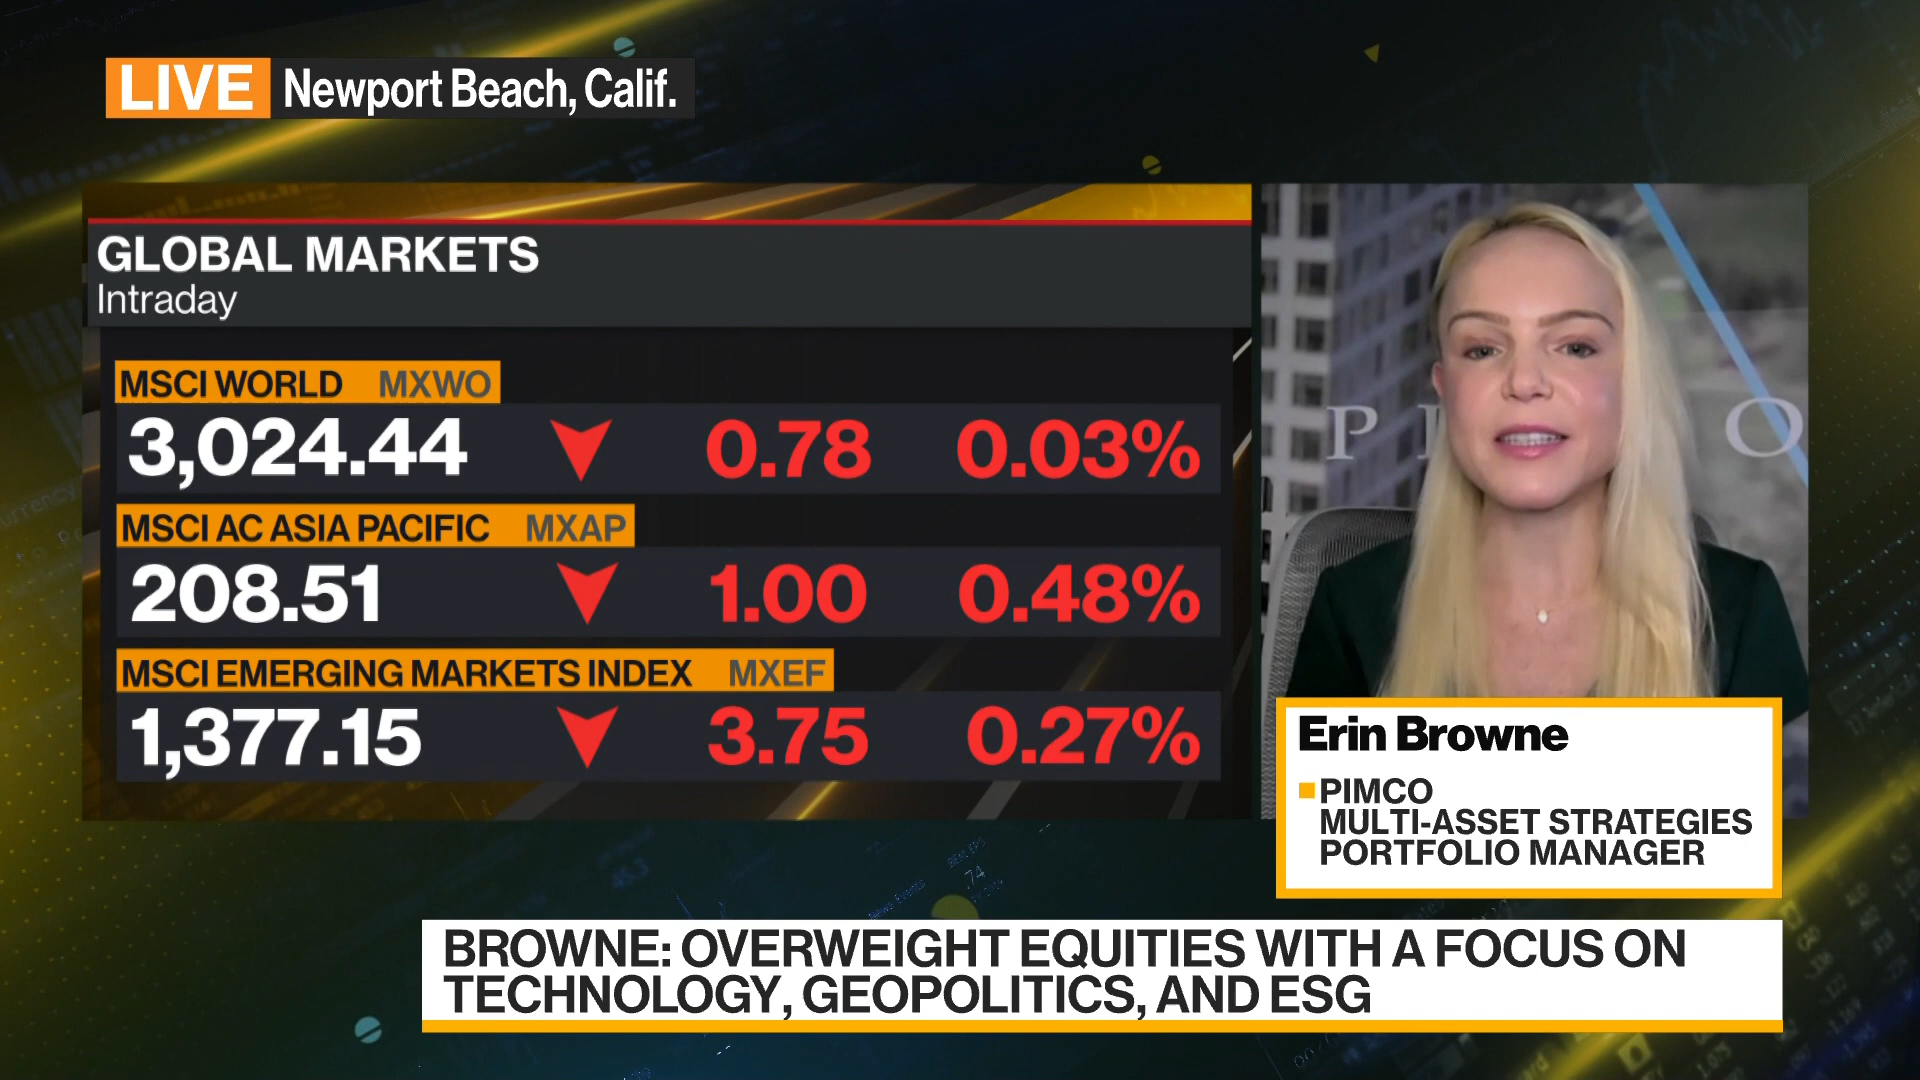 LIVE Newport Beach, Calif.
GLOBAL MARKETS
Intraday
MSCI WORLD MXWO
3,024.44 0.78 0.03%
MSCI AC ASIA PACIFIC MXAP
208.51 1.00 0.48%
MSCI EMERGING MARKETS INDEX MXEF
1,377.15 3.75 0.27%
P O
Erin Browne
PIMCO
MULTI-ASSET STRATEGIES
PORTFOLIO MANAGER
BROWNE: OVERWEIGHT EQUITIES WITH A FOCUS ON
TECHNOLOGY, GEOPOLITICS, AND ESG